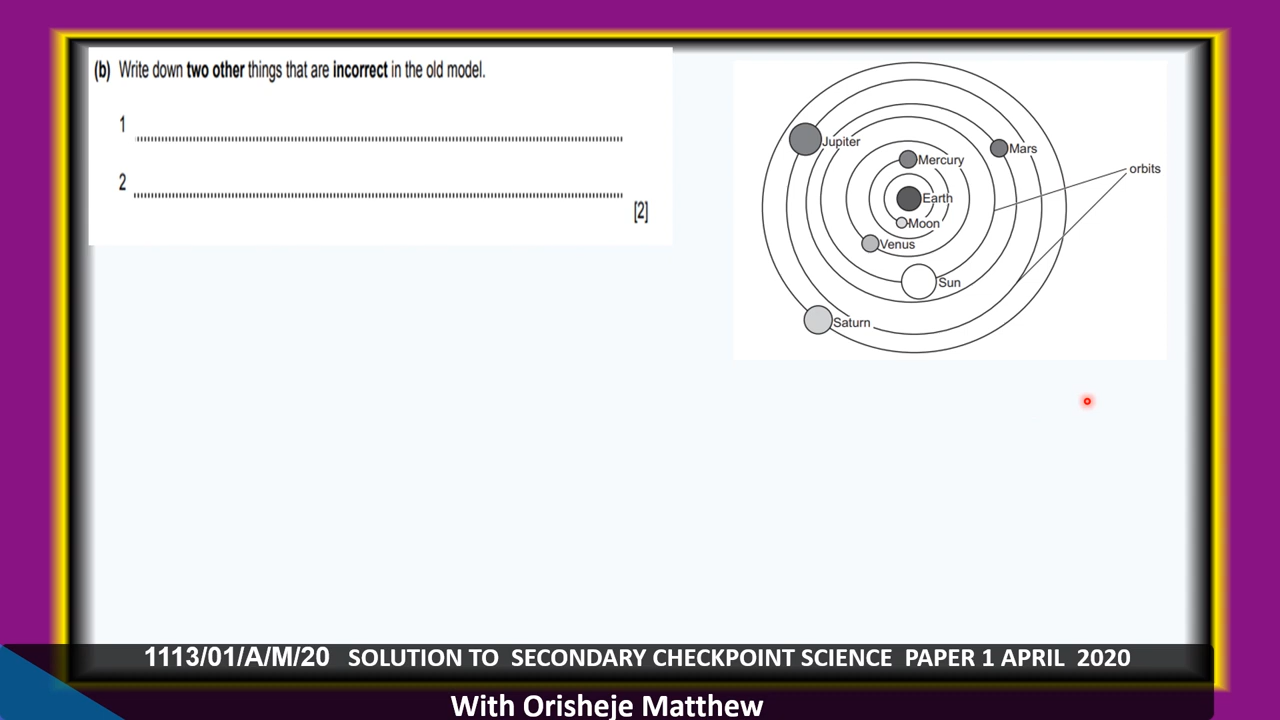 (b) Write down two other things that are incorrect in the old model.
1
2
[2]
Jupiter
Mercury
Mars
orbits
Earth
Moon
Venus
Sun
Saturn
1113/01/A/M/20 SOLUTION TO SECONDARY CHECKPOINT SCIENCE PAPER 1 APRIL 2020
With Orisheje Matthew